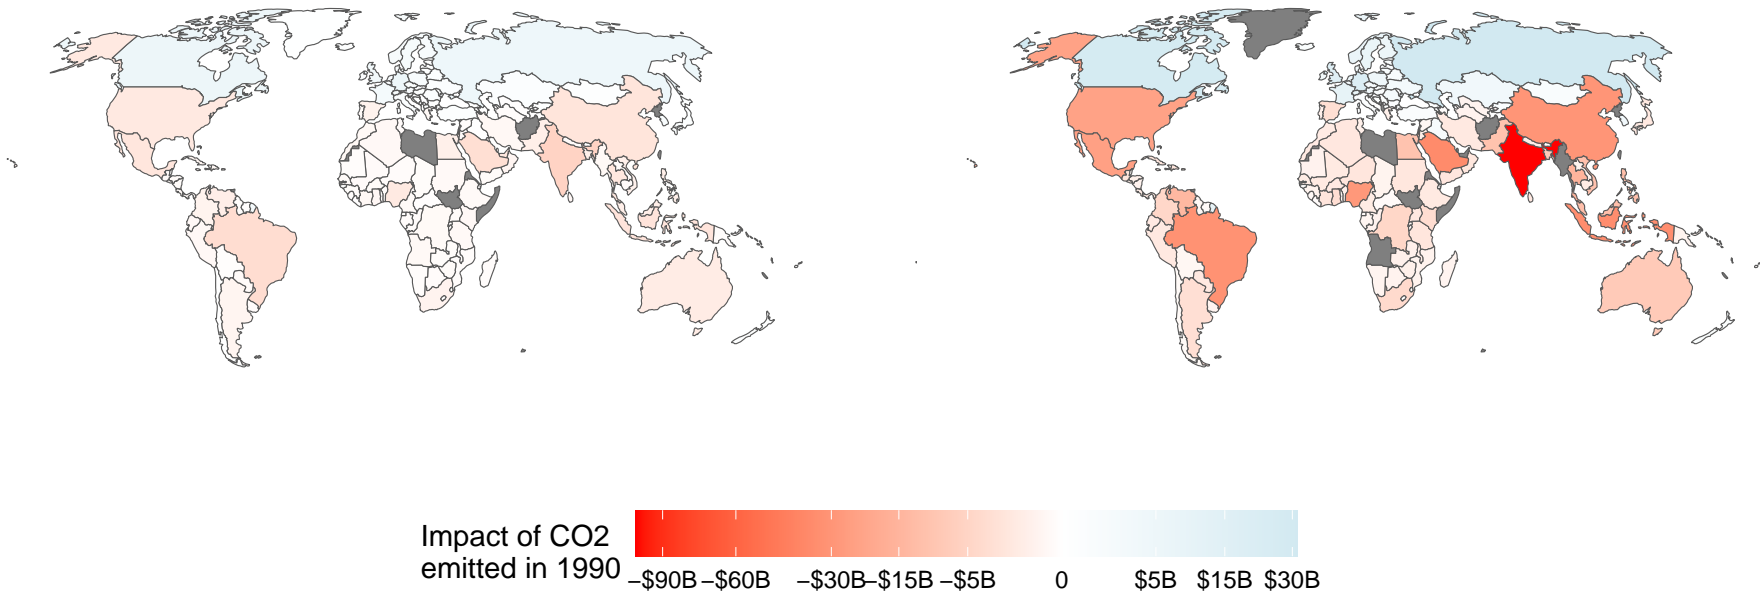 Impact of CO2
emitted in 1990
−$90B −$60B −$30B −$15B −$5B 0 $5B $15B $30B